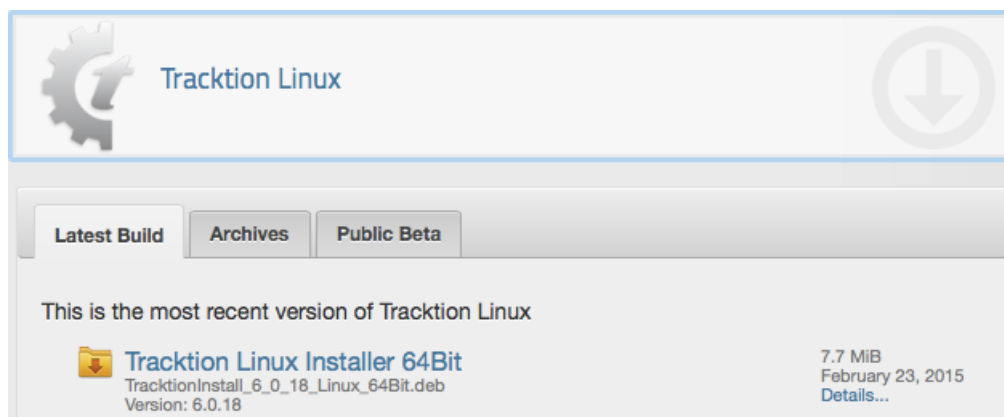 Tracktion Linux
Latest Build
Archives
Public Beta
This is the most recent version of Tracktion Linux
Tracktion Linux Installer 64Bit
TracktionInstall_6_0_18_Linux_64Bit.deb
Version: 6.0.18
7.7 MiB
February 23, 2015
Details...